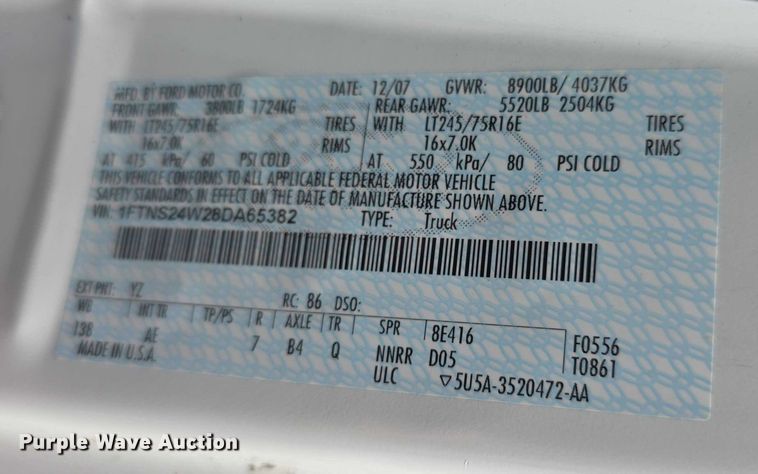 MFD. BY FORD MOTOR CO. DATE: 12/07 GVWR: 8900LB/ 4037KG
FRONT GAWR: 3800LB 1724KG REAR GAWR: 5520LB 2504KG
WITH LT245/75R16E TIRES WITH LT245/75R16E TIRES
16x7.0K RIMS 16x7.0K RIMS
AT 415 kPa/ 60 PSI COLD AT 550 kPa/ 80 PSI COLD
THIS VEHICLE CONFORMS TO ALL APPLICABLE FEDERAL MOTOR VEHICLE
SAFETY STANDARDS IN EFFECT ON THE DATE OF MANUFACTURE SHOWN ABOVE.
VIN: 1FTNS24W28DA65382 TYPE: Truck
EXT PNT: YZ RC: 86 DSO:
WB INT TR TP/PS R AXLE TR SPR 8E416 F0556
138 AE 7 B4 Q NNRR D05 T0861
MADE IN U.S.A. ULC ▽5U5A-3520472-AA
Purple Wave Auction